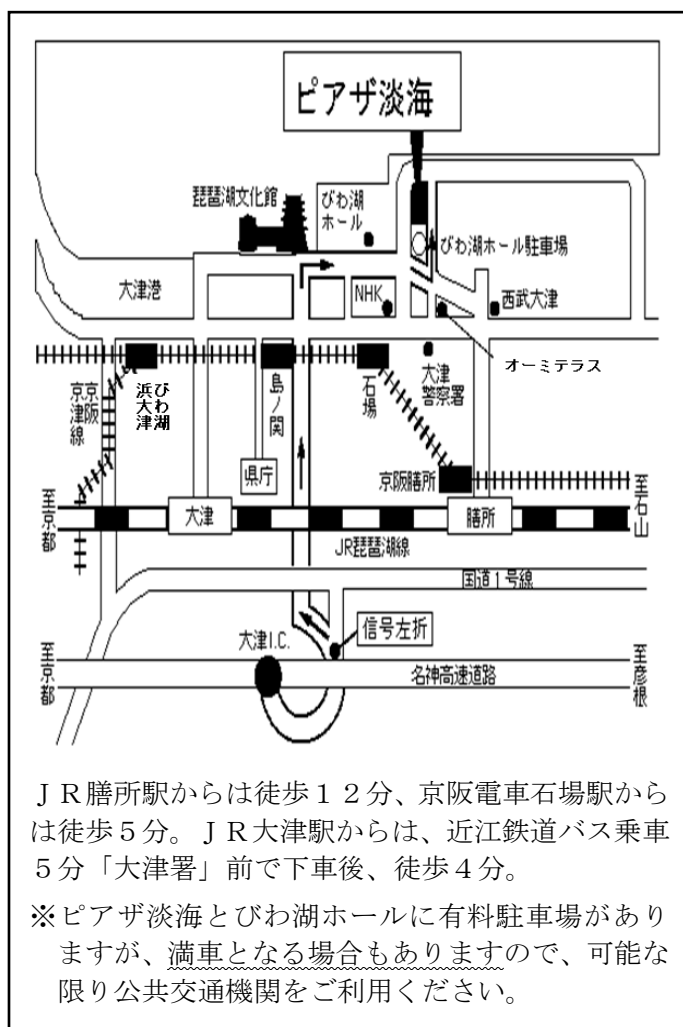 ピアザ淡海
琵琶湖文化館
びわ湖
ホール
びわ湖ホール駐車場
大津港
NHK
西武大津
オーミテラス
京阪
京津線
びわ湖
浜大津
島ノ関
石場
大津
警察署
県庁
京阪膳所
至京都
大津
膳所
至石山
JR琵琶湖線
国道1号線
大津I.C.
信号左折
至京都
名神高速道路
至彦根
ＪＲ膳所駅からは徒歩１２分、京阪電車石場駅から
は徒歩５分。ＪＲ大津駅からは、近江鉄道バス乗車
５分「大津署」前で下車後、徒歩４分。
※ピアザ淡海とびわ湖ホールに有料駐車場があり
ますが、満車となる場合もありますので、可能な
限り公共交通機関をご利用ください。